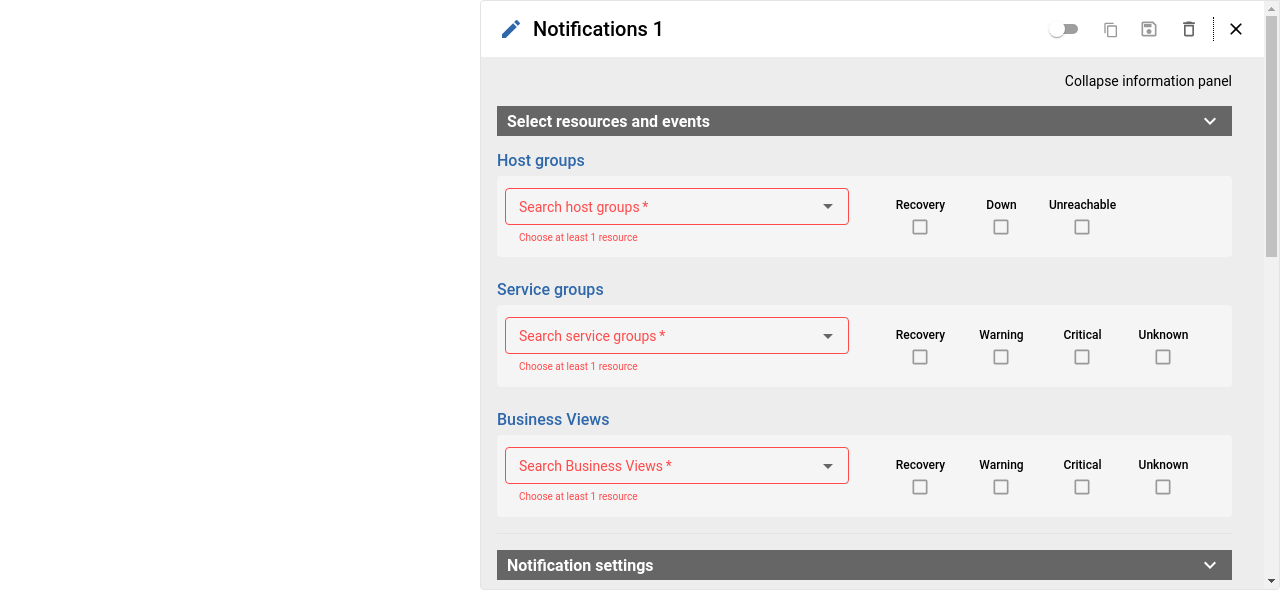 Notifications 1
Collapse information panel
Select resources and events
Host groups
Search host groups *
Choose at least 1 resource
Recovery Down Unreachable
Service groups
Search service groups *
Choose at least 1 resource
Recovery Warning Critical Unknown
Business Views
Search Business Views *
Choose at least 1 resource
Recovery Warning Critical Unknown
Notification settings